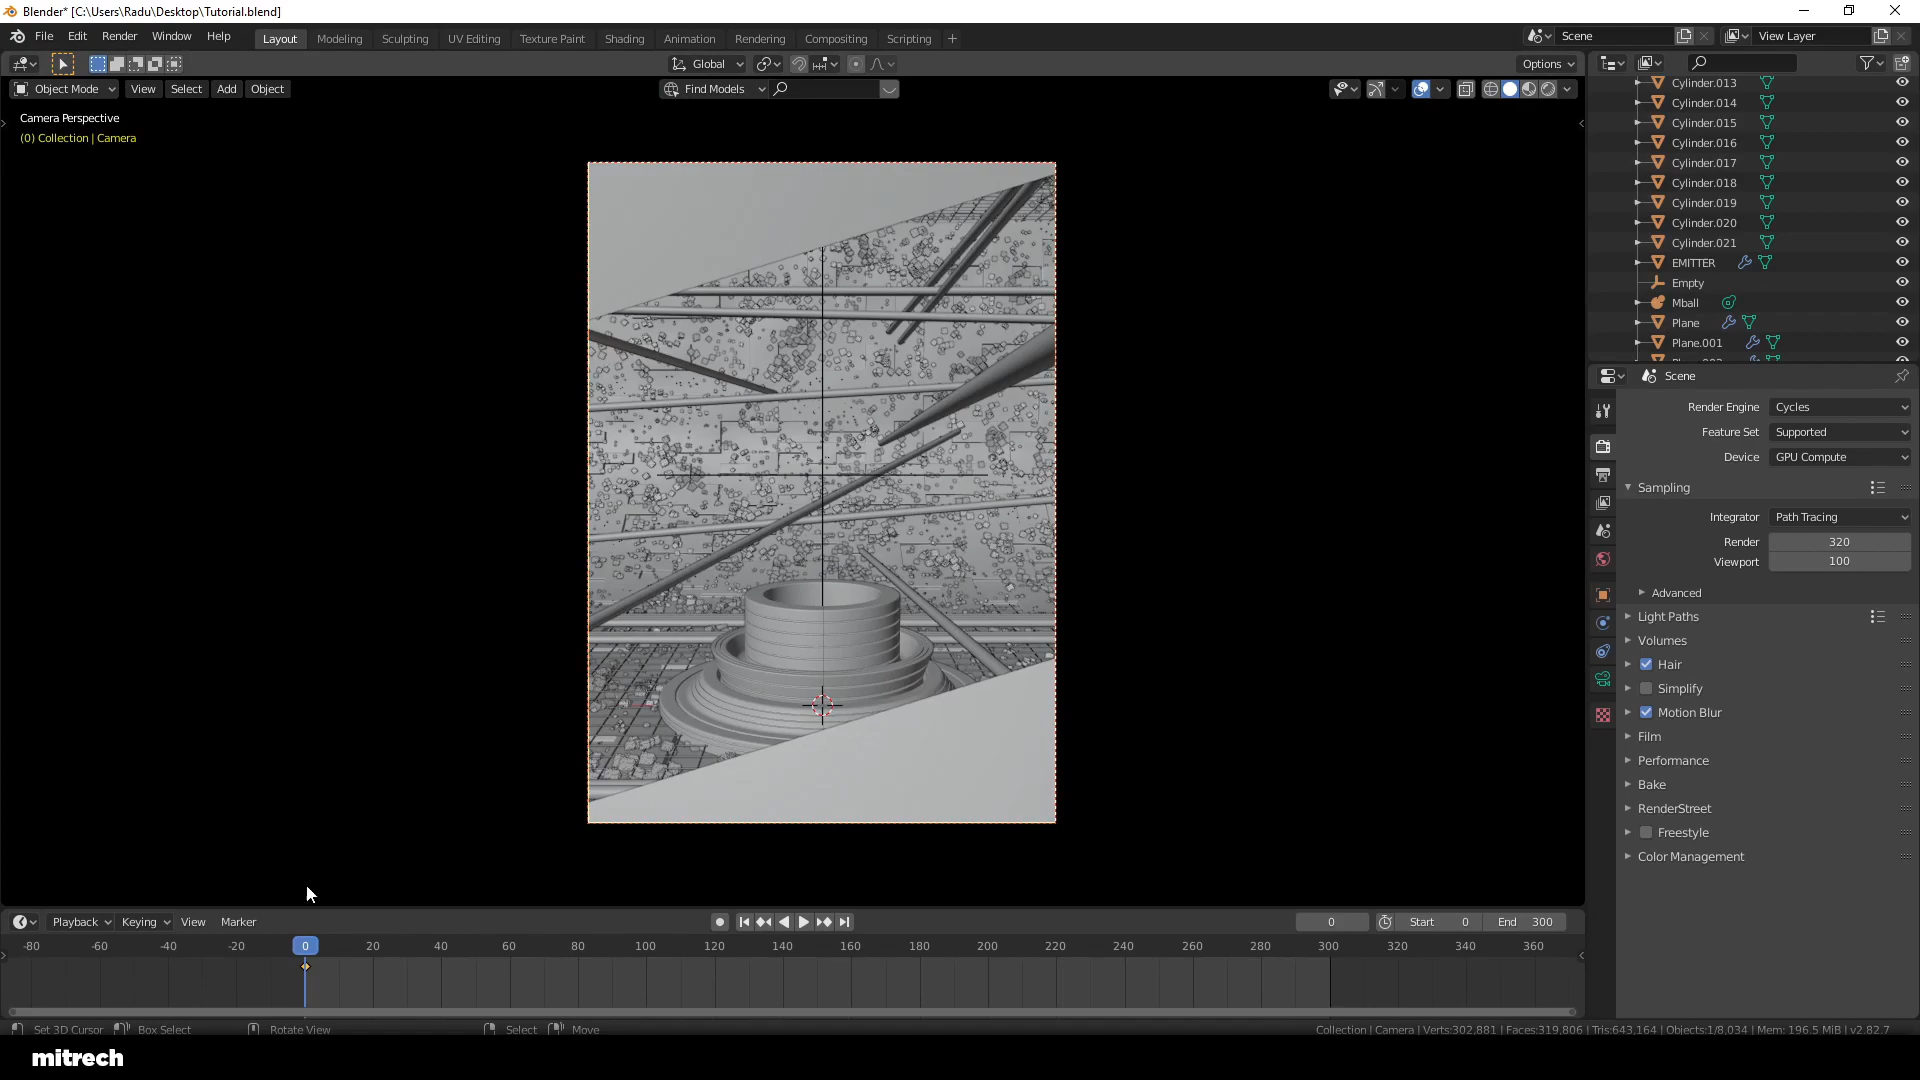 Blender* [C:\Users\Radu\Desktop\Tutorial.blend]
File Edit Render Window Help Layout Modeling Sculpting UV Editing Texture Paint Shading Animation Rendering Compositing Scripting + Scene View Layer
Global Options
Object Mode View Select Add Object Find Models
Camera Perspective
(0) Collection | Camera
Cylinder.013
Cylinder.014
Cylinder.015
Cylinder.016
Cylinder.017
Cylinder.018
Cylinder.019
Cylinder.020
Cylinder.021
EMITTER
Empty
Mball
Plane
Plane.001
Scene
Render Engine Cycles
Feature Set Supported
Device GPU Compute
Sampling
Integrator Path Tracing
Render 320
Viewport 100
Advanced
Light Paths
Volumes
Hair
Simplify
Motion Blur
Film
Performance
Bake
RenderStreet
Freestyle
Color Management
Playback Keying View Marker 0 Start 0 End 300
-80 -60 -40 -20 0 20 40 60 80 100 120 140 160 180 200 220 240 260 280 300 320 340 360
Set 3D Cursor Box Select Rotate View Select Move Collection | Camera | Verts:302,881 | Faces:319,806 | Tris:643,164 | Objects:1/8,034 | Mem: 196.5 MiB | v2.82.7
mitrech